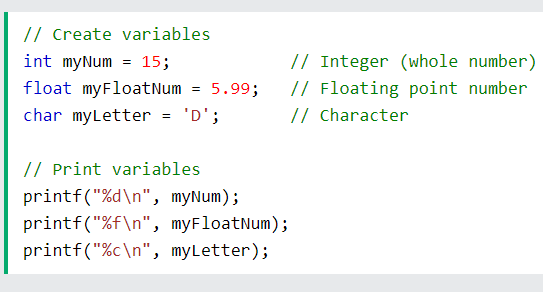 // Create variables
int myNum = 15;                // Integer (whole number)
float myFloatNum = 5.99;   // Floating point number
char myLetter = 'D';          // Character

// Print variables
printf("%d\n", myNum);
printf("%f\n", myFloatNum);
printf("%c\n", myLetter);